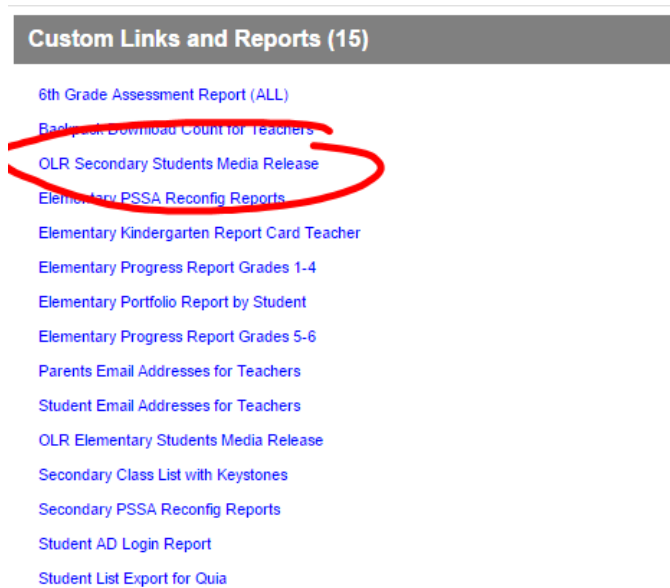 Custom Links and Reports (15)
6th Grade Assessment Report (ALL)
Backpack Download Count for Teachers
OLR Secondary Students Media Release
Elementary PSSA Reconfig Reports
Elementary Kindergarten Report Card Teacher
Elementary Progress Report Grades 1-4
Elementary Portfolio Report by Student
Elementary Progress Report Grades 5-6
Parents Email Addresses for Teachers
Student Email Addresses for Teachers
OLR Elementary Students Media Release
Secondary Class List with Keystones
Secondary PSSA Reconfig Reports
Student AD Login Report
Student List Export for Quia